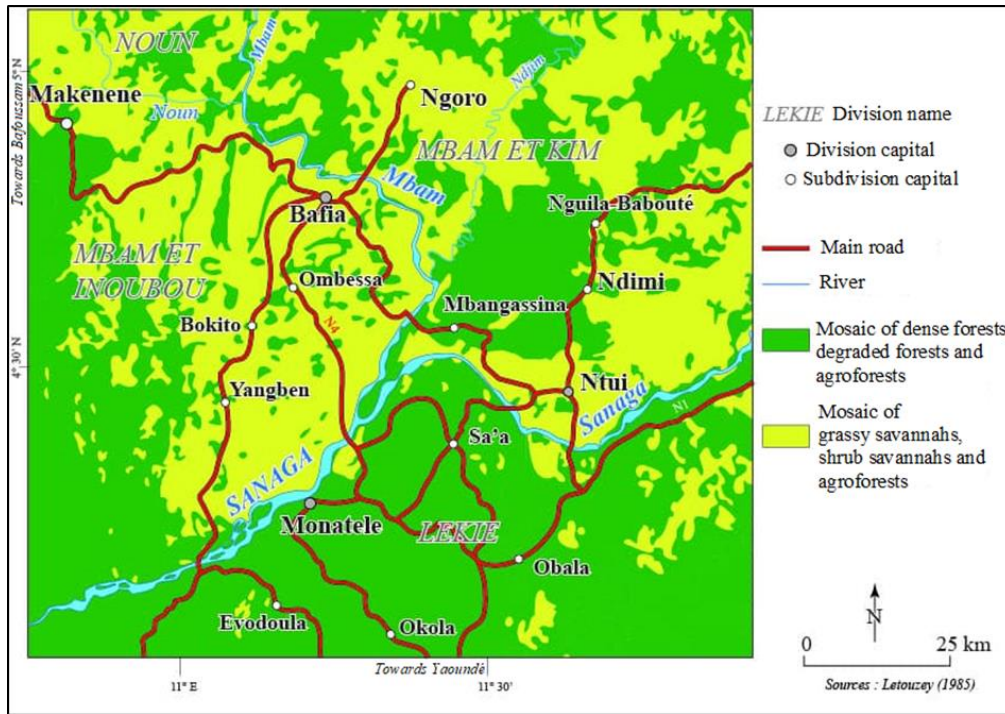 NOUN
Mbam
Ndjim
Towards Bafoussam
5° N
Makenene
Noun
Ngoro
MBAM ET KIM
Mbam
Bafia
Nguila-Babouté
MBAM ET
INOUBOU
Ombessa
Ndimi
Mbangassina
Bokito
N4
4° 30' N
Ntui
Yangben
Sanaga
N1
Sa'a
SANAGA
Monatele
LEKIE
Obala
Evodoula
Okola
Towards Yaoundé
11° E
11° 30'
LEKIE Division name
Division capital
Subdivision capital
Main road
River
Mosaic of dense forests,
degraded forests and
agroforests
Mosaic of
grassy savannahs,
shrub savannahs and
agroforests
N
0 25 km
Sources : Letouzey (1985)